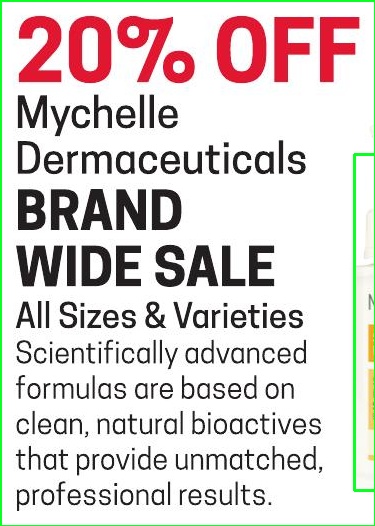 20% OFF
Mychelle
Dermaceuticals
BRAND
WIDE SALE
All Sizes & Varieties
Scientifically advanced
formulas are based on
clean, natural bioactives
that provide unmatched,
professional results.